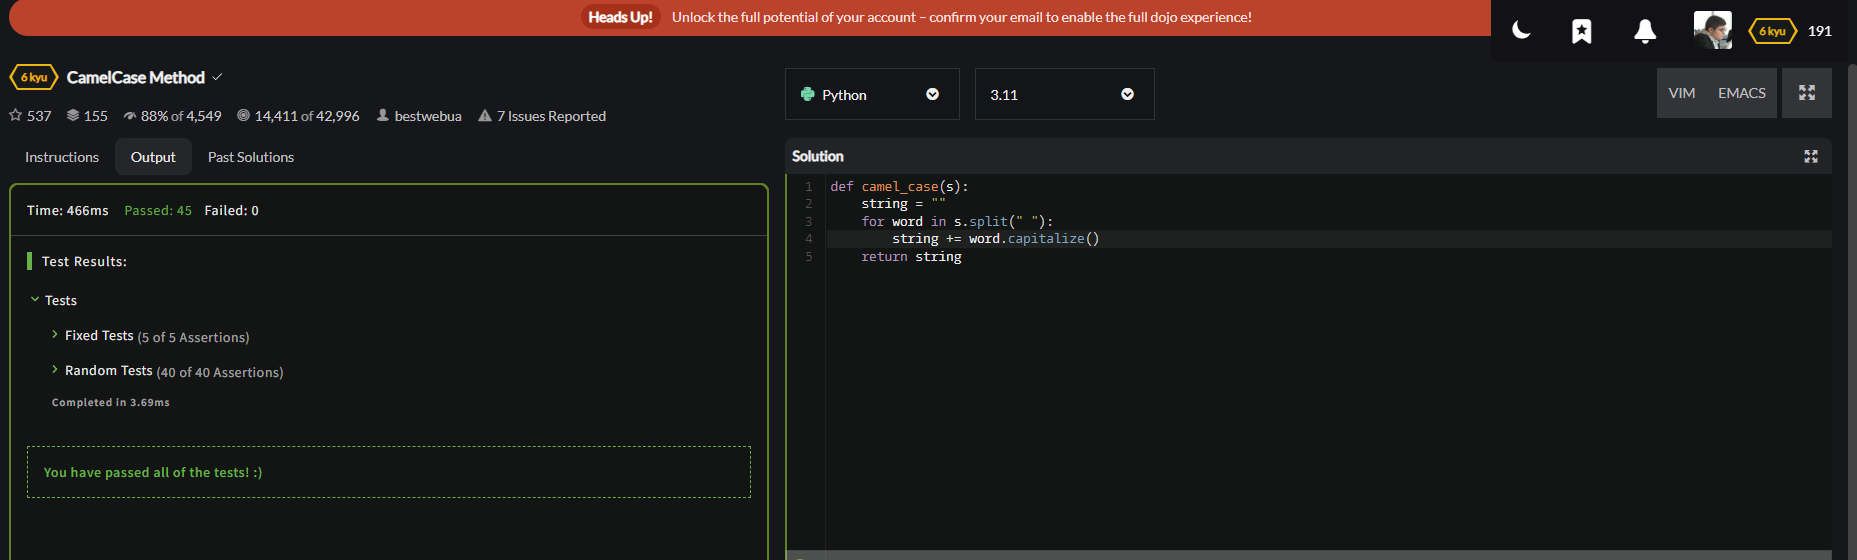 Heads Up! Unlock the full potential of your account – confirm your email to enable the full dojo experience!
6 kyu 191
6 kyu CamelCase Method
537 155 88% of 4,549 14,411 of 42,996 bestwebua 7 Issues Reported
Instructions Output Past Solutions
Time: 466ms Passed: 45 Failed: 0
Test Results:
Tests
Fixed Tests (5 of 5 Assertions)
Random Tests (40 of 40 Assertions)
Completed in 3.69ms
You have passed all of the tests! :)
Python 3.11 VIM EMACS
Solution
1 def camel_case(s):
2 string = ""
3 for word in s.split(" "):
4 string += word.capitalize()
5 return string